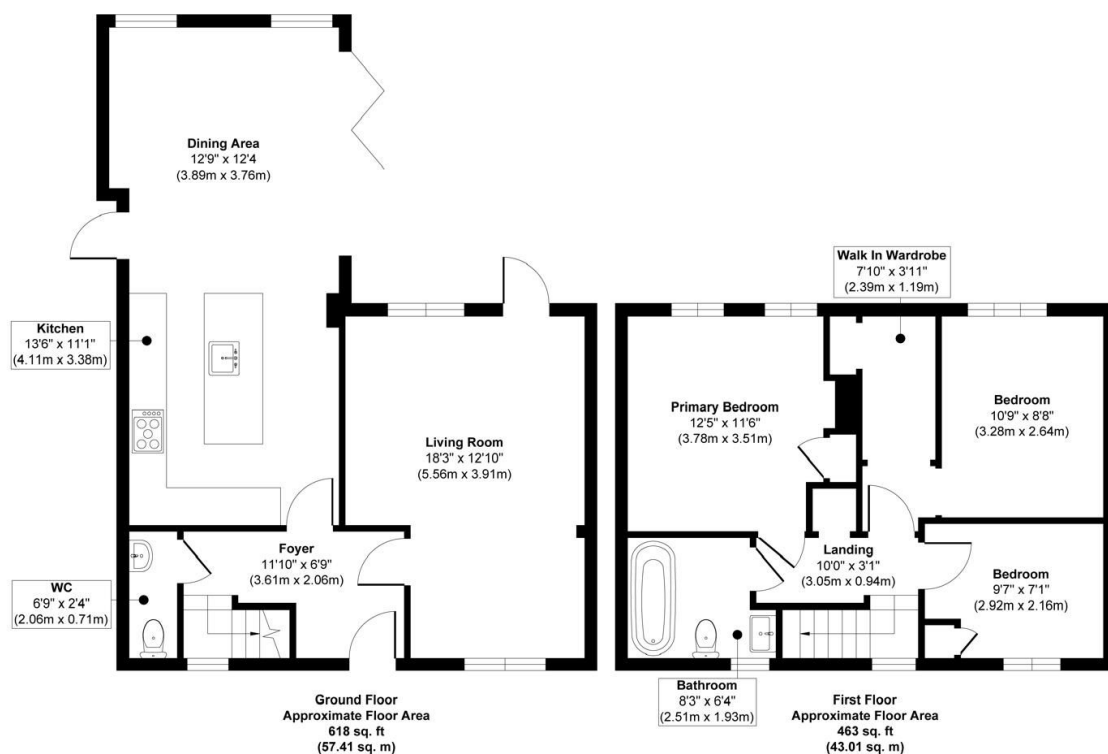 Dining Area
12'9" x 12'4
(3.89m x 3.76m)
Kitchen
13'6" x 11'1"
(4.11m x 3.38m)
Living Room
18'3" x 12'10"
(5.56m x 3.91m)
Foyer
11'10" x 6'9"
(3.61m x 2.06m)
WC
6'9" x 2'4"
(2.06m x 0.71m)
Ground Floor
Approximate Floor Area
618 sq. ft
(57.41 sq. m)
Walk In Wardrobe
7'10" x 3'11"
(2.39m x 1.19m)
Primary Bedroom
12'5" x 11'6"
(3.78m x 3.51m)
Bedroom
10'9" x 8'8"
(3.28m x 2.64m)
Landing
10'0" x 3'1"
(3.05m x 0.94m)
Bedroom
9'7" x 7'1"
(2.92m x 2.16m)
Bathroom
8'3" x 6'4"
(2.51m x 1.93m)
First Floor
Approximate Floor Area
463 sq. ft
(43.01 sq. m)